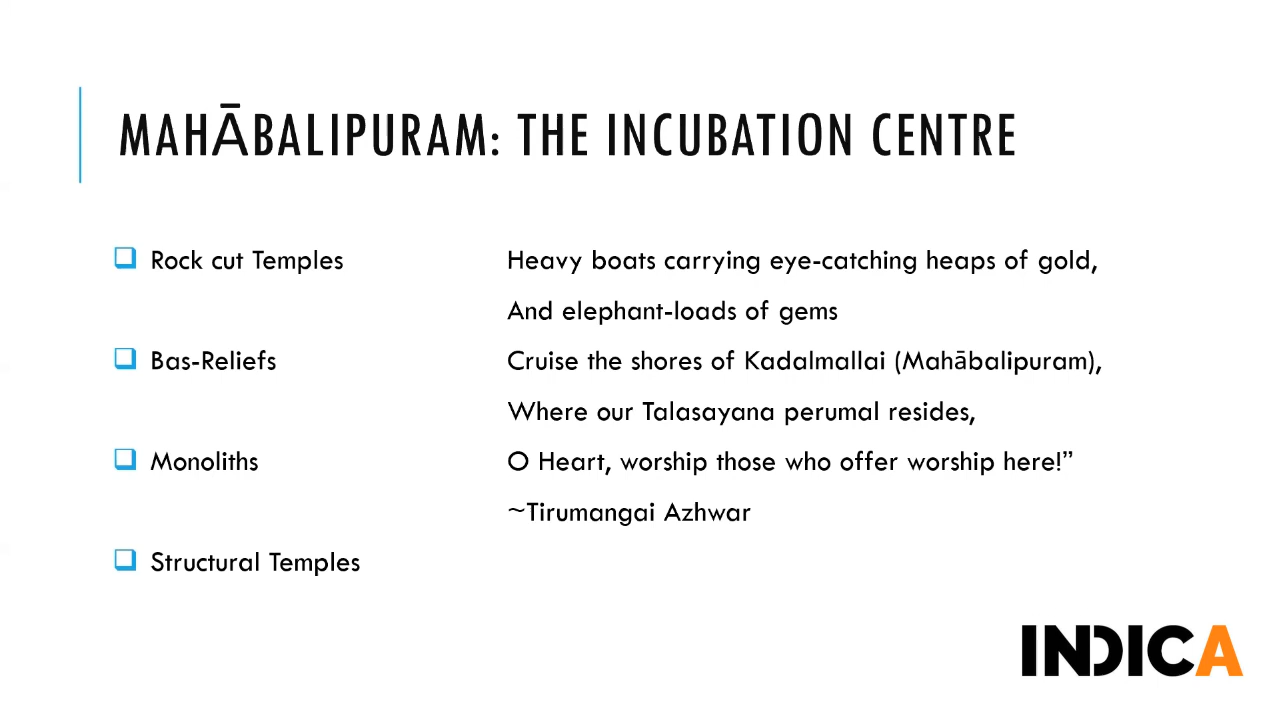 MAHĀBALIPURAM: THE INCUBATION CENTRE
Rock cut Temples
Bas-Reliefs
Monoliths
Structural Temples
Heavy boats carrying eye-catching heaps of gold,
And elephant-loads of gems
Cruise the shores of Kadalmallai (Mahābalipuram),
Where our Talasayana perumal resides,
O Heart, worship those who offer worship here!”
~Tirumangai Azhwar
INDICA